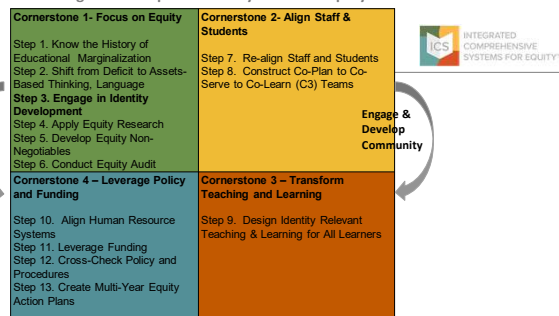 Cornerstone 1- Focus on Equity
Step 1. Know the History of
Educational Marginalization
Step 2. Shift from Deficit to Assets-
Based Thinking, Language
Step 3. Engage in Identity
Development
Step 4. Apply Equity Research
Step 5. Develop Equity Non-
Negotiables
Step 6. Conduct Equity Audit
Cornerstone 2- Align Staff &
Students
Step 7. Re-align Staff and Students
Step 8. Construct Co-Plan to Co-
Serve to Co-Learn (C3) Teams
ICS
INTEGRATED
COMPREHENSIVE
SYSTEMS FOR EQUITY
Engage &
Develop
Community
Cornerstone 4 – Leverage Policy
and Funding
Step 10. Align Human Resource
Systems
Step 11. Leverage Funding
Step 12. Cross-Check Policy and
Procedures
Step 13. Create Multi-Year Equity
Action Plans
Cornerstone 3 – Transform
Teaching and Learning
Step 9. Design Identity Relevant
Teaching & Learning for All Learners